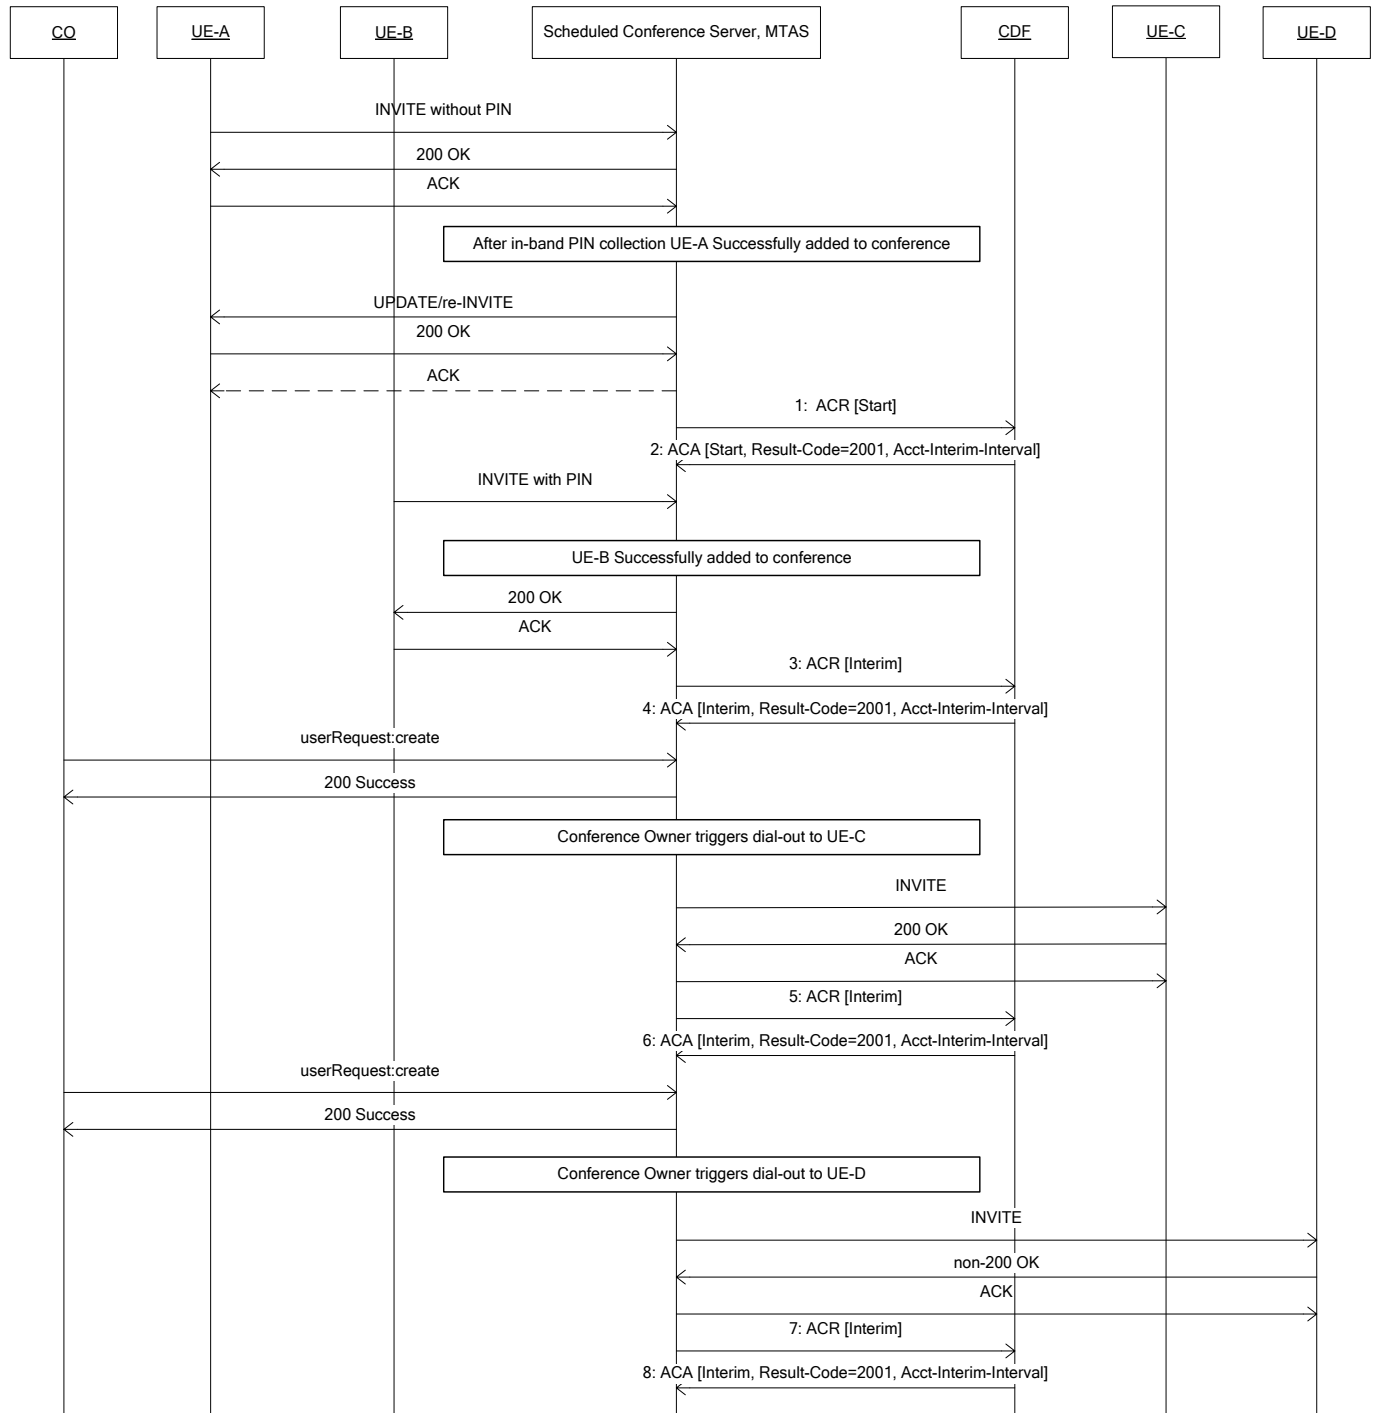 CO
UE-A
UE-B
Scheduled Conference Server, MTAS
CDF
UE-C
UE-D
INVITE without PIN
200 OK
ACK
After in-band PIN collection UE-A Successfully added to conference
UPDATE/re-INVITE
200 OK
ACK
1: ACR [Start]
2: ACA [Start, Result-Code=2001, Acct-Interim-Interval]
INVITE with PIN
UE-B Successfully added to conference
200 OK
ACK
3: ACR [Interim]
4: ACA [Interim, Result-Code=2001, Acct-Interim-Interval]
userRequest:create
200 Success
Conference Owner triggers dial-out to UE-C
INVITE
200 OK
ACK
5: ACR [Interim]
6: ACA [Interim, Result-Code=2001, Acct-Interim-Interval]
userRequest:create
200 Success
Conference Owner triggers dial-out to UE-D
INVITE
non-200 OK
ACK
7: ACR [Interim]
8: ACA [Interim, Result-Code=2001, Acct-Interim-Interval]